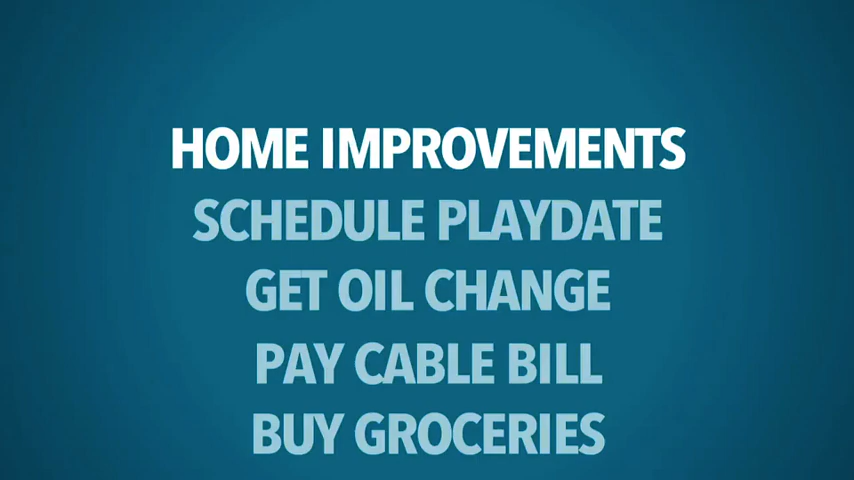 HOME IMPROVEMENTS
SCHEDULE PLAYDATE
GET OIL CHANGE
PAY CABLE BILL
BUY GROCERIES